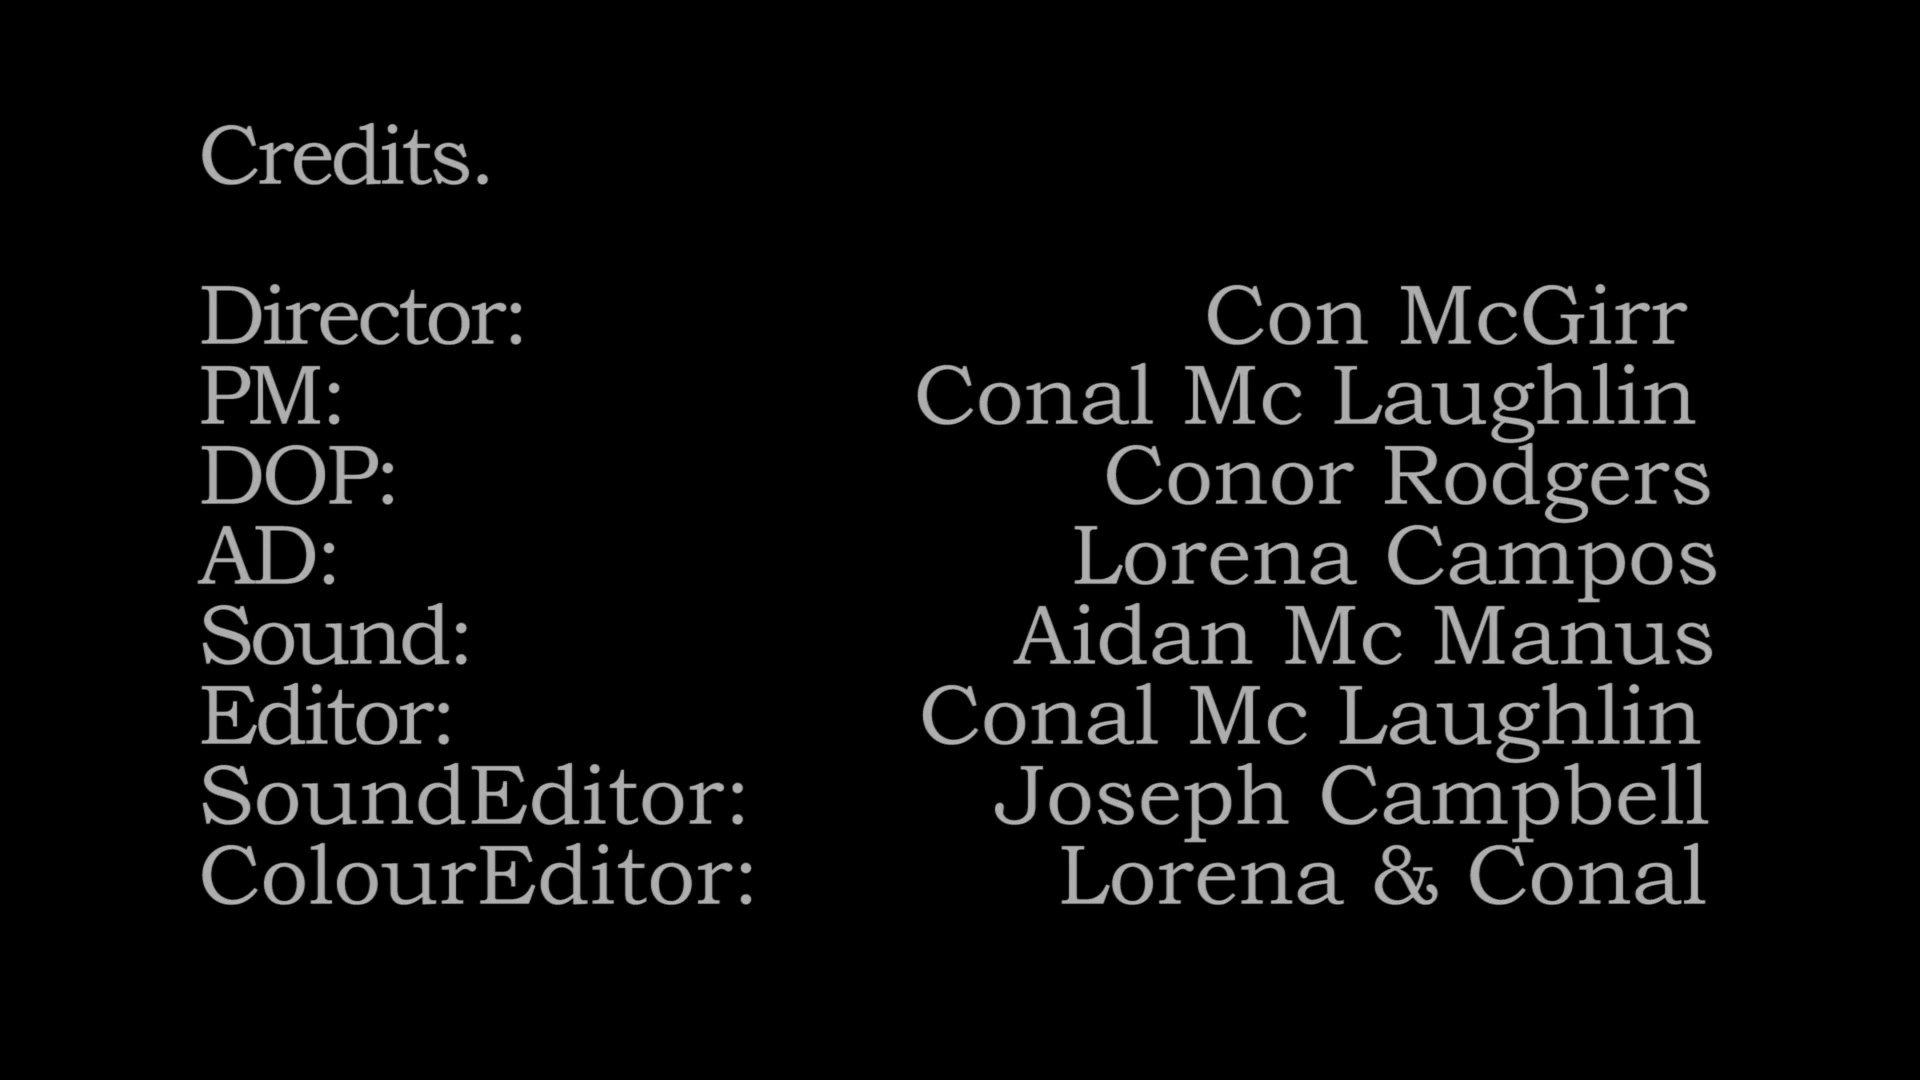 Credits.
Director: Con McGirr
PM: Conal Mc Laughlin
DOP: Conor Rodgers
AD: Lorena Campos
Sound: Aidan Mc Manus
Editor: Conal Mc Laughlin
SoundEditor: Joseph Campbell
ColourEditor: Lorena & Conal